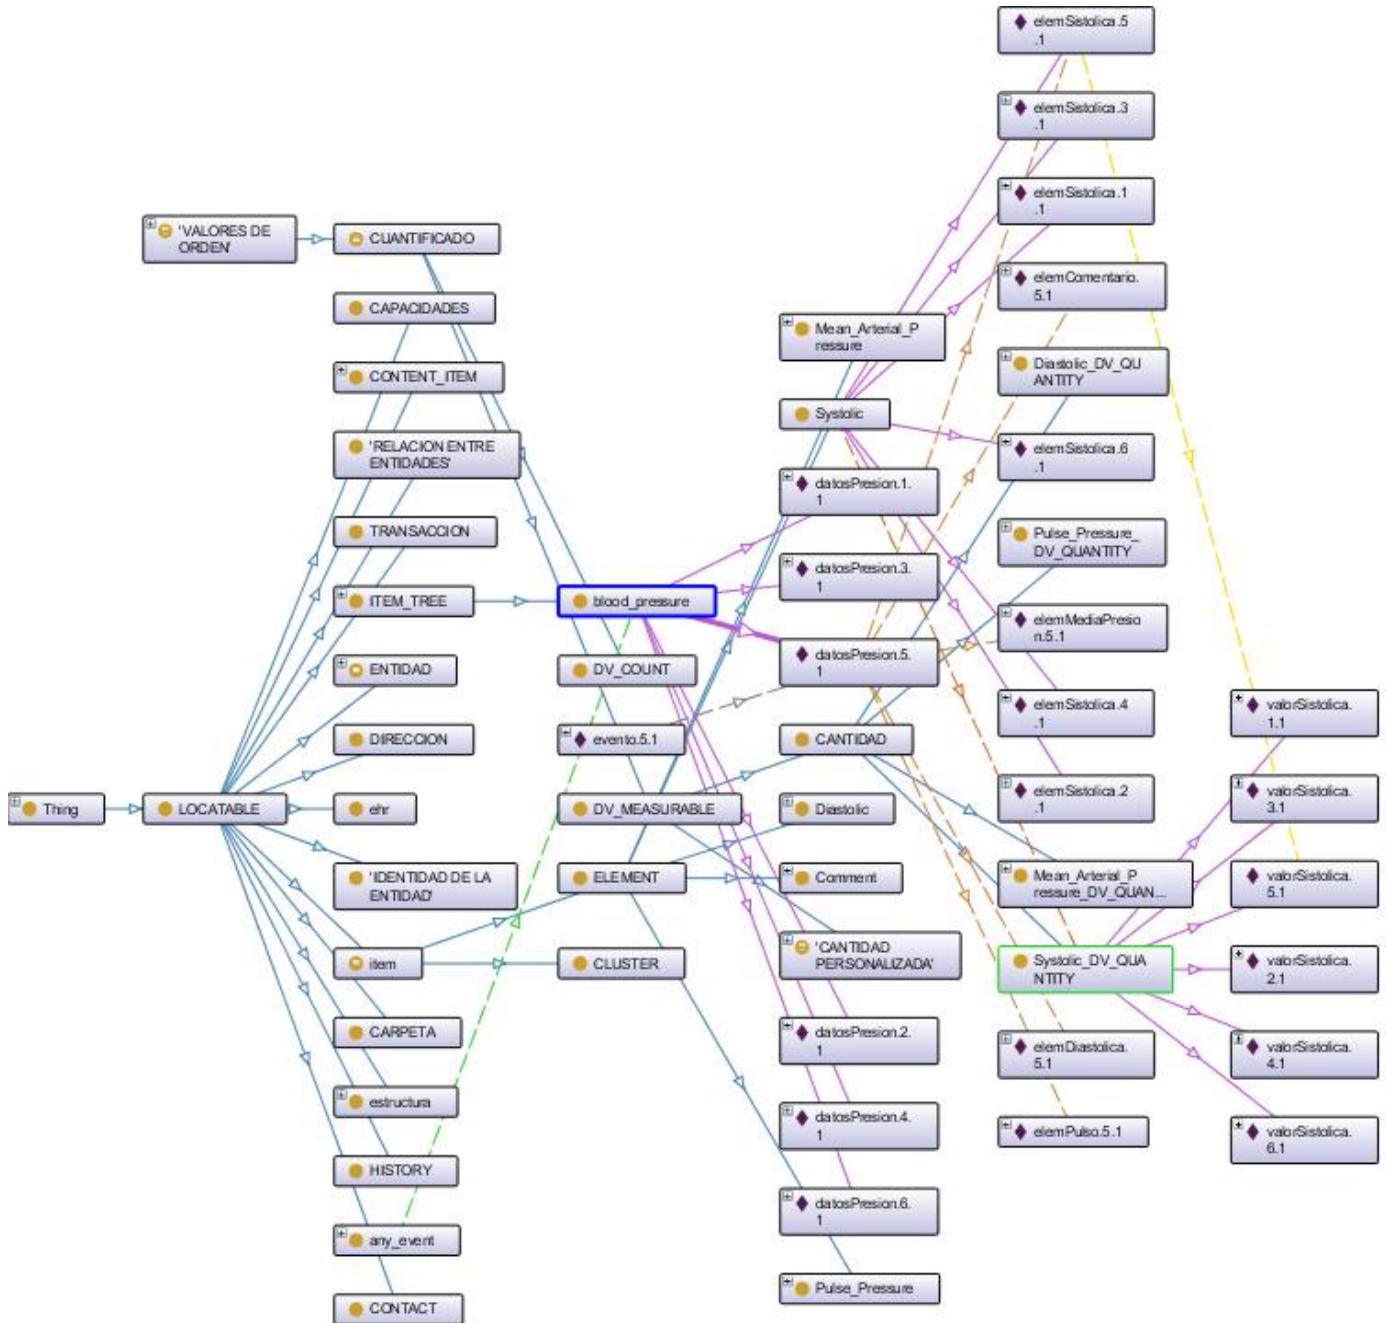 Thing
LOCATABLE
'VALORES DE
ORDEN'
CUANTIFICADO
CAPACIDADES
CONTENT_ITEM
'RELACION ENTRE
ENTIDADES'
TRANSACCION
ITEM_TREE
ENTIDAD
DIRECCION
ehr
'IDENTIDAD DE LA
ENTIDAD'
item
CARPETA
estructura
HISTORY
any_event
CONTACT
blood_pressure
DV_COUNT
evento.5.1
DV_MEASURABLE
ELEMENT
CLUSTER
Mean_Arterial_P
ressure
Systolic
datosPresion.1.
1
datosPresion.3.
1
datosPresion.5.
1
CANTIDAD
Diastolic
Comment
'CANTIDAD
PERSONALIZADA'
datosPresion.2.
1
datosPresion.4.
1
datosPresion.6.
1
Pulse_Pressure
elemSistolica.5
.1
elemSistolica.3
.1
elemSistolica.1
.1
elemComentario.
5.1
Diastolic_DV_QU
ANTITY
elemSistolica.6
.1
Pulse_Pressure_
DV_QUANTITY
elemMediaPresio
n.5.1
elemSistolica.4
.1
elemSistolica.2
.1
Mean_Arterial_P
ressure_DV_QUAN...
Systolic_DV_QUA
NTITY
elemDiastolica.
5.1
elemPulso.5.1
valorSistolica.
1.1
valorSistolica.
3.1
valorSistolica.
5.1
valorSistolica.
2.1
valorSistolica.
4.1
valorSistolica.
6.1